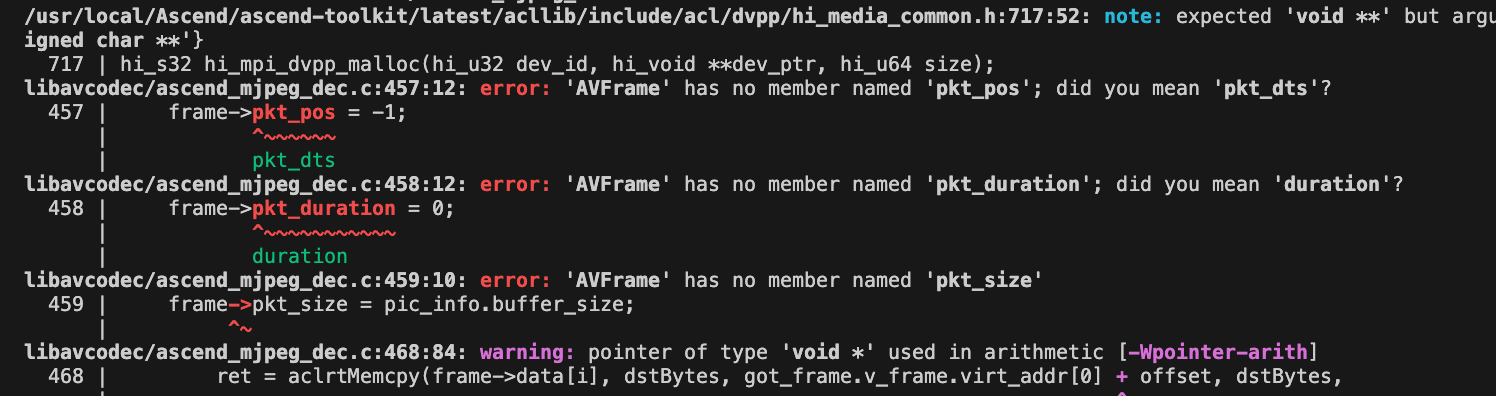 /usr/local/Ascend/ascend-toolkit/latest/acllib/include/acl/dvpp/hi_media_common.h:717:52: note: expected 'void **' but argu
igned char **'}
  717 | hi_s32 hi_mpi_dvpp_malloc(hi_u32 dev_id, hi_void **dev_ptr, hi_u64 size);
libavcodec/ascend_mjpeg_dec.c:457:12: error: 'AVFrame' has no member named 'pkt_pos'; did you mean 'pkt_dts'?
  457 |     frame->pkt_pos = -1;
      |            ^~~~~~~
      |            pkt_dts
libavcodec/ascend_mjpeg_dec.c:458:12: error: 'AVFrame' has no member named 'pkt_duration'; did you mean 'duration'?
  458 |     frame->pkt_duration = 0;
      |            ^~~~~~~~~~~~
      |            duration
libavcodec/ascend_mjpeg_dec.c:459:10: error: 'AVFrame' has no member named 'pkt_size'
  459 |     frame->pkt_size = pic_info.buffer_size;
      |          ^~
libavcodec/ascend_mjpeg_dec.c:468:84: warning: pointer of type 'void *' used in arithmetic [-Wpointer-arith]
  468 |         ret = aclrtMemcpy(frame->data[i], dstBytes, got_frame.v_frame.virt_addr[0] + offset, dstBytes,